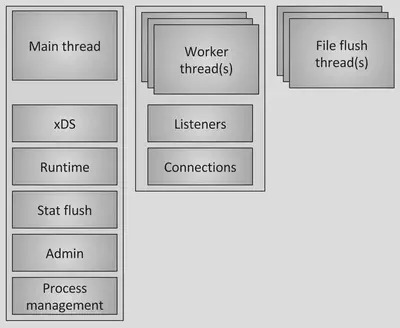 Main thread
xDS
Runtime
Stat flush
Admin
Process
management
Worker
thread(s)
Listeners
Connections
File flush
thread(s)